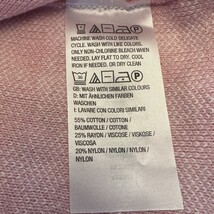 MACHINE WASH COLD DELICATE
CYCLE. WASH WITH LIKE COLORS.
ONLY NON-CHLORINE BLEACH WHEN
NEEDED. LAY FLAT TO DRY. COOL
IRON IF NEEDED. OR DRY CLEAN
GB: WASH WITH SIMILAR COLOURS
D: MIT ÄHNLICHEN FARBEN
WASCHEN
I: LAVARE CON COLORI SIMILARI
55% COTTON / COTTON /
BAUMWOLLE / COTONE
25% RAYON / VISCOSE / VISKOSE /
VISCOSA
20% NYLON / NYLON / NYLON /
NYLON